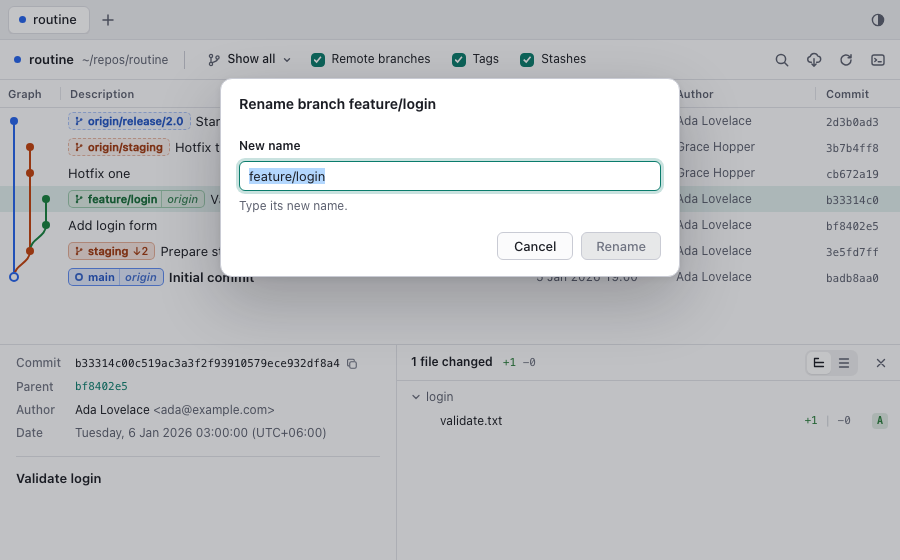 routine
routine ~/repos/routine Show all Remote branches Tags Stashes
Graph Description Author Commit
origin/release/2.0 Ada Lovelace 2d3b0ad3
origin/staging Hotfix Grace Hopper 3b7b4ff8
Hotfix one Grace Hopper cb672a19
feature/login origin Ada Lovelace b33314c0
Add login form Ada Lovelace bf8402e5
staging ↓2 Prepare Ada Lovelace 3e5fd7ff
main origin Initial commit 5 Jan 2026 19:00 Ada Lovelace badb8aa0
Rename branch feature/login
New name
feature/login
Type its new name.
Cancel Rename
Commit b33314c00c519ac3a3f2f93910579ece932df8a4
Parent bf8402e5
Author Ada Lovelace <ada@example.com>
Date Tuesday, 6 Jan 2026 03:00:00 (UTC+06:00)
Validate login
1 file changed +1 −0
login
validate.txt +1 −0 A